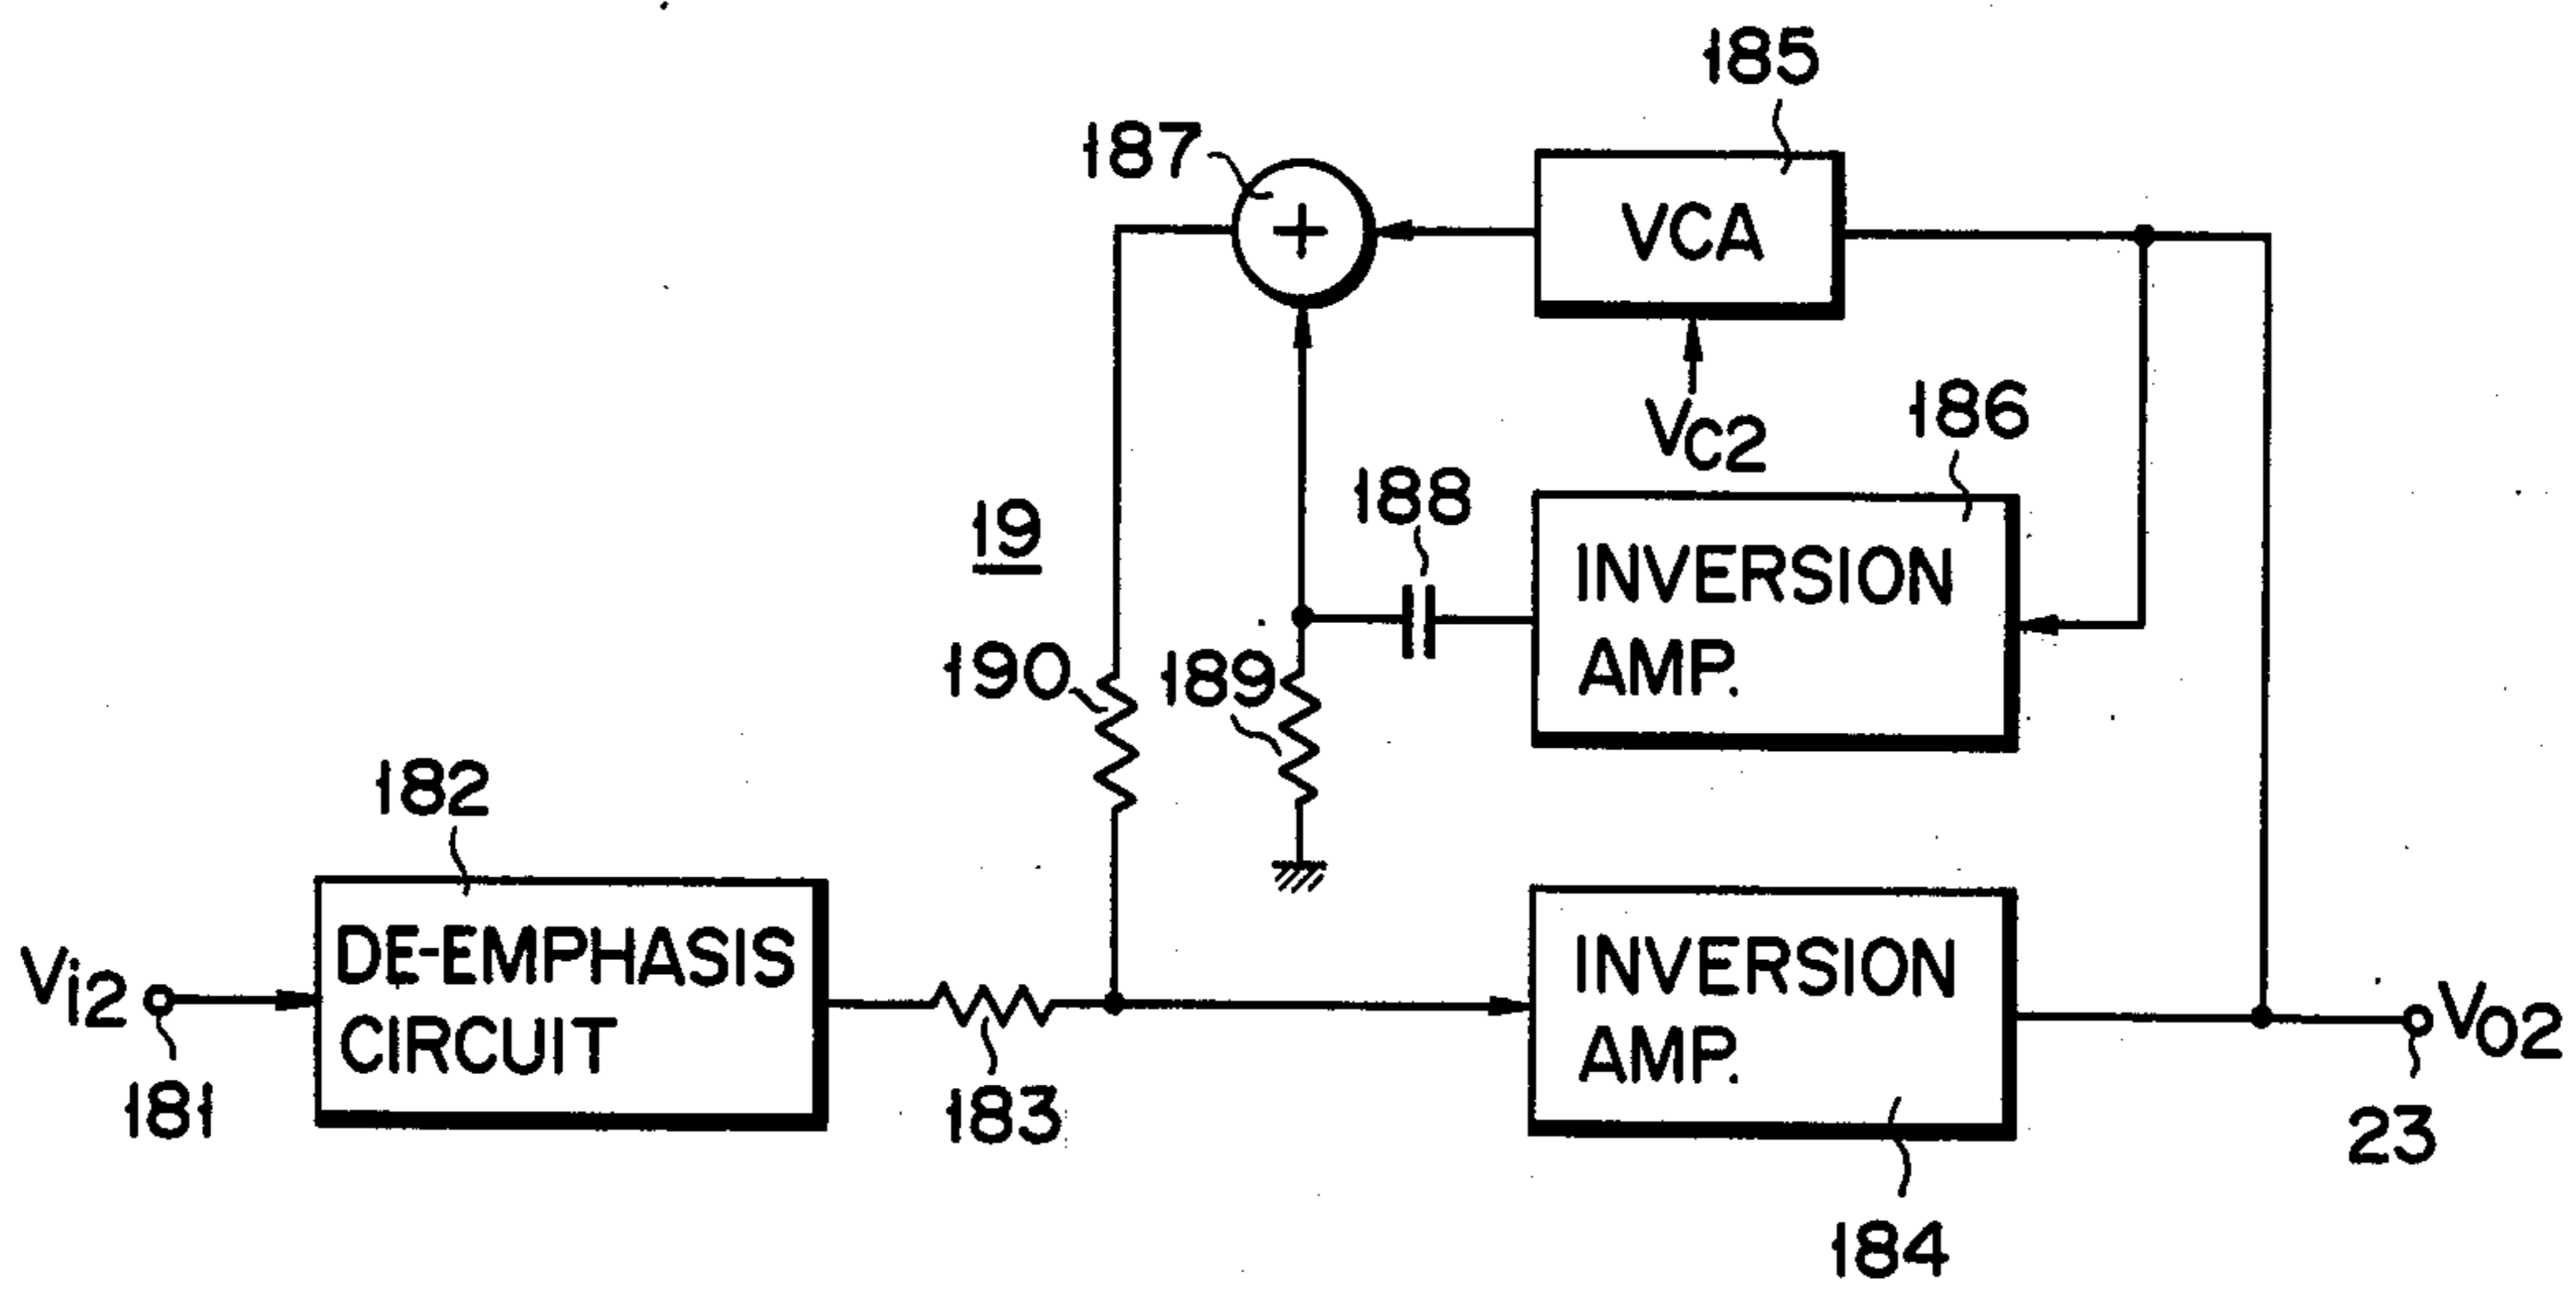 185
187
VCA
VC2
186
188
INVERSION
AMP.
19
190
189
182
DE-EMPHASIS
CIRCUIT
Vi2
181
183
INVERSION
AMP.
VO2
23
184
+